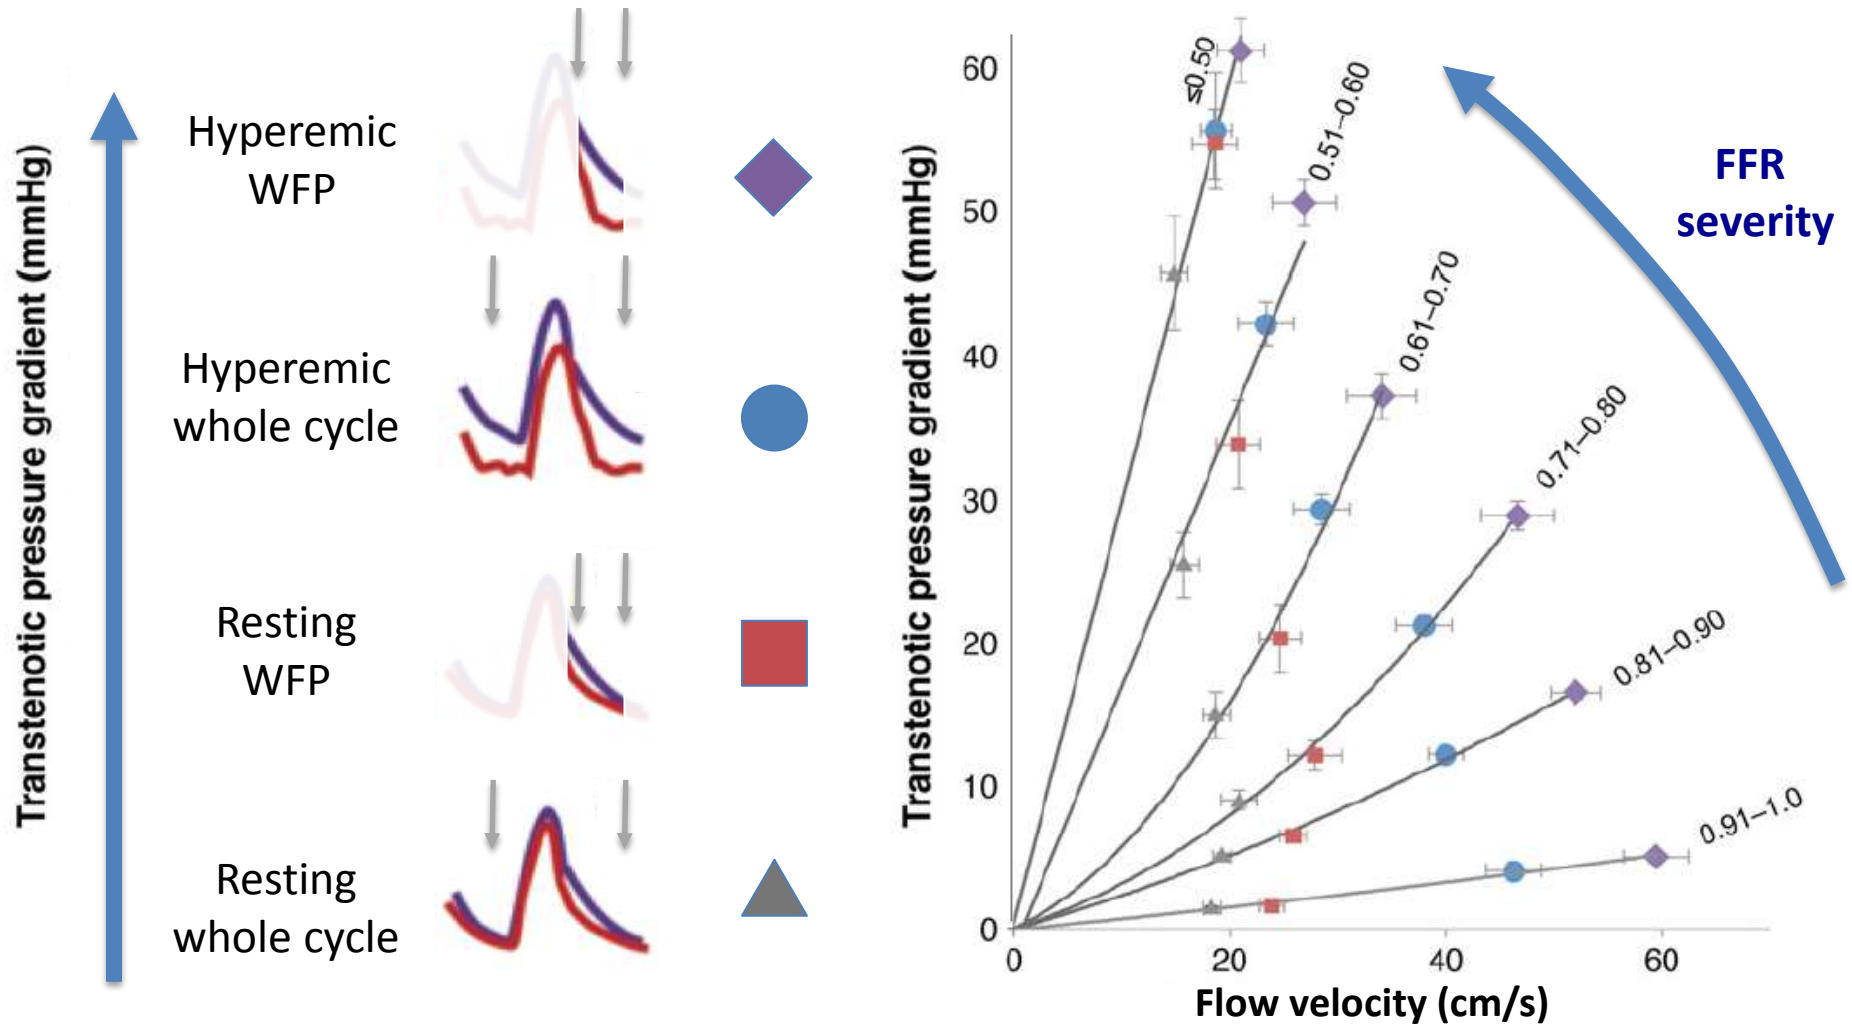 Transtenotic pressure gradient (mmHg)
Hyperemic
WFP
Hyperemic
whole cycle
Resting
WFP
Resting
whole cycle
Transtenotic pressure gradient (mmHg)
60
50
40
30
20
10
0
0
20
40
60
Flow velocity (cm/s)
≤0.50
0.51–0.60
0.61–0.70
0.71–0.80
0.81–0.90
0.91–1.0
FFR
severity